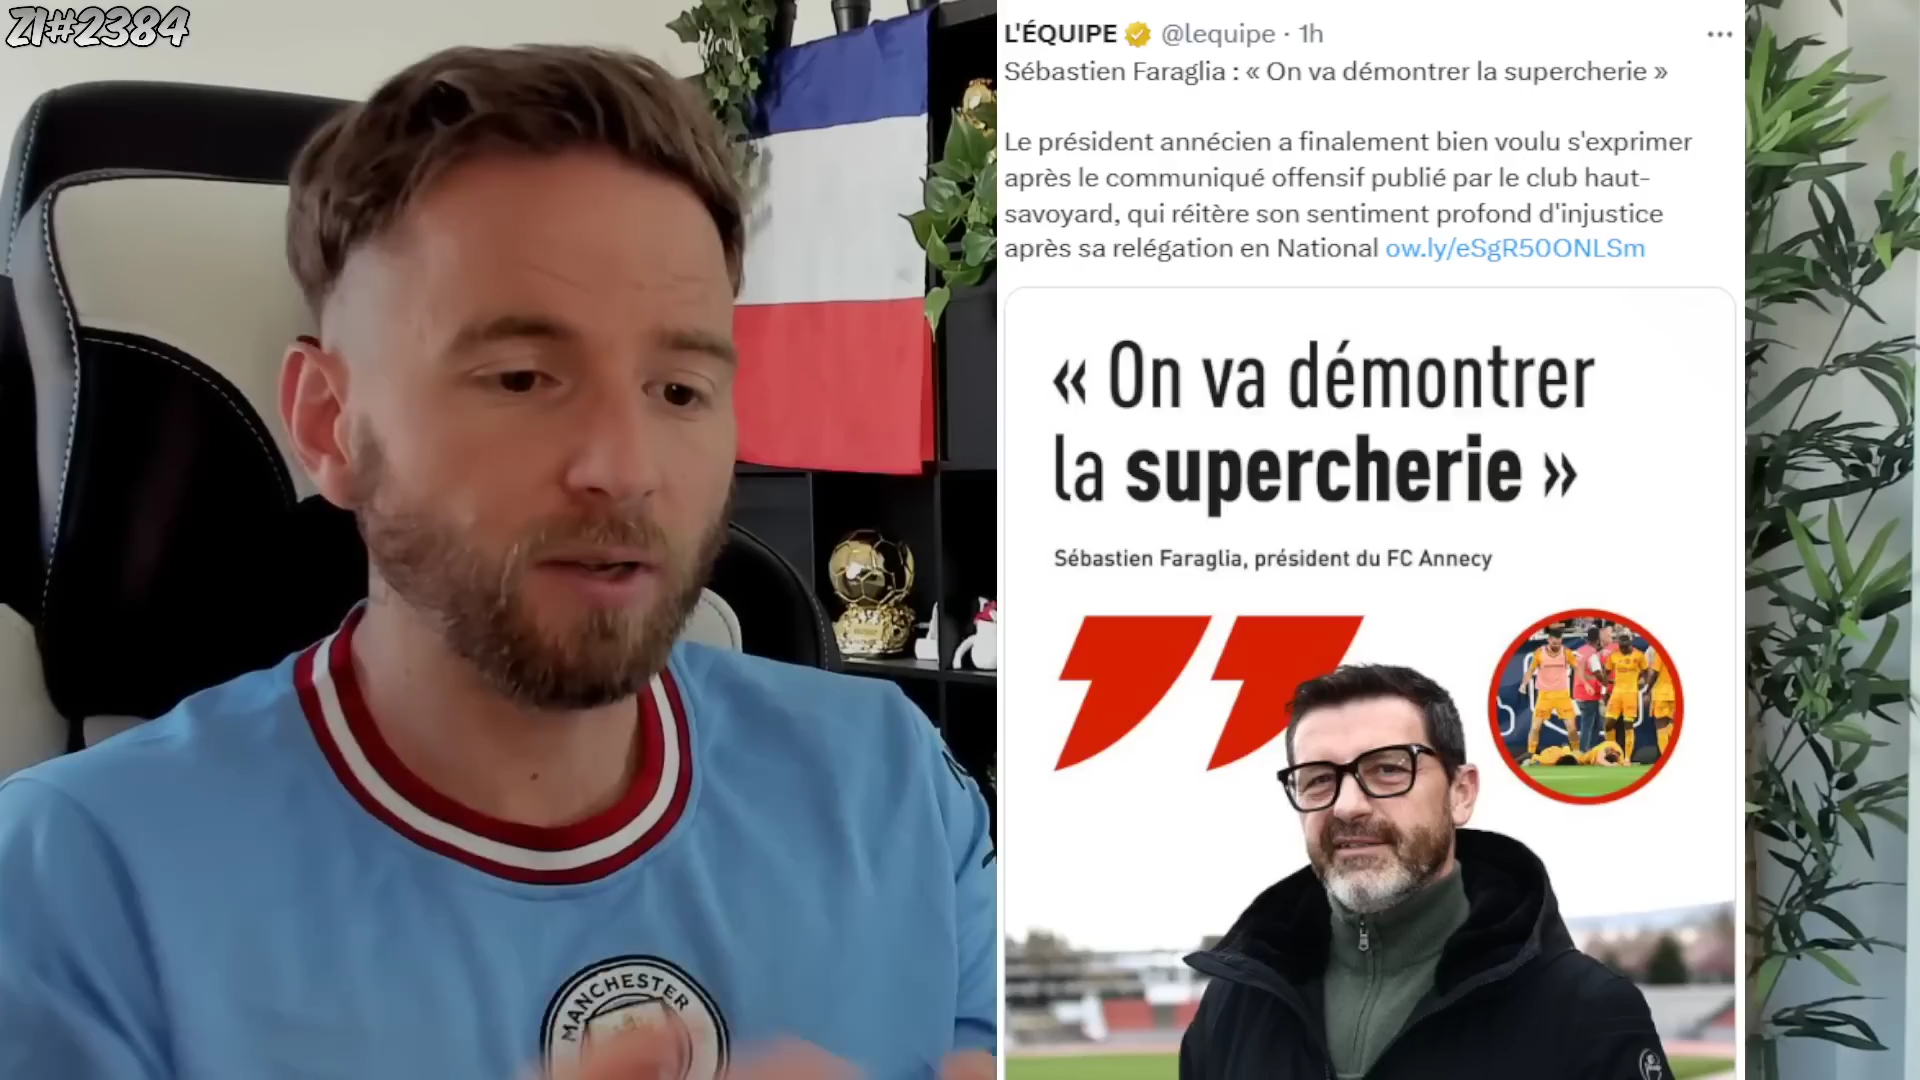 ZI#2384
L'ÉQUIPE @lequipe · 1h
Sébastien Faraglia : « On va démontrer la supercherie »
Le président annécien a finalement bien voulu s'exprimer
après le communiqué offensif publié par le club haut-
savoyard, qui réitère son sentiment profond d'injustice
après sa relégation en National ow.ly/eSgR50ONLSm
« On va démontrer
la supercherie »
Sébastien Faraglia, président du FC Annecy
MANCHESTER